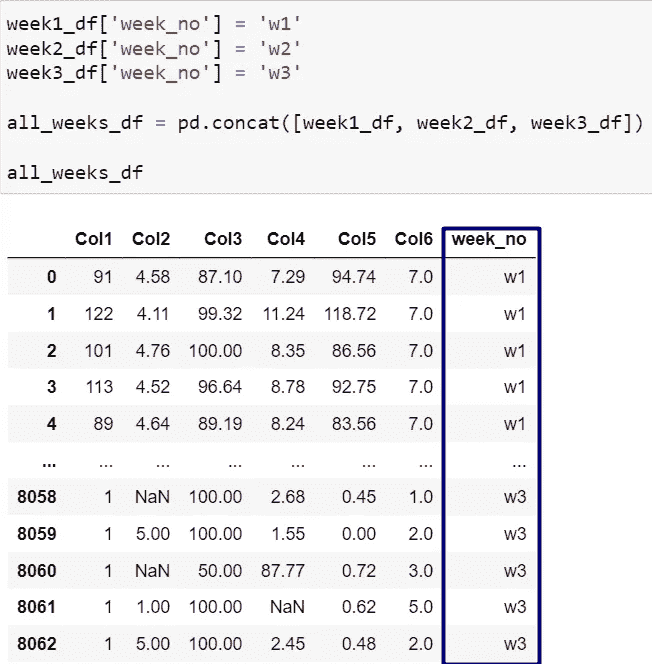 week1_df['week_no'] = 'w1'
week2_df['week_no'] = 'w2'
week3_df['week_no'] = 'w3'
all_weeks_df = pd.concat([week1_df, week2_df, week3_df])
all_weeks_df
Col1 Col2 Col3 Col4 Col5 Col6 week_no
0 91 4.58 87.10 7.29 94.74 7.0 w1
1 122 4.11 99.32 11.24 118.72 7.0 w1
2 101 4.76 100.00 8.35 86.56 7.0 w1
3 113 4.52 96.64 8.78 92.75 7.0 w1
4 89 4.64 89.19 8.24 83.56 7.0 w1
... ... ... ... ... ... ... ...
8058 1 NaN 100.00 2.68 0.45 1.0 w3
8059 1 5.00 100.00 1.55 0.00 2.0 w3
8060 1 NaN 50.00 87.77 0.72 3.0 w3
8061 1 1.00 100.00 NaN 0.62 5.0 w3
8062 1 5.00 100.00 2.45 0.48 2.0 w3